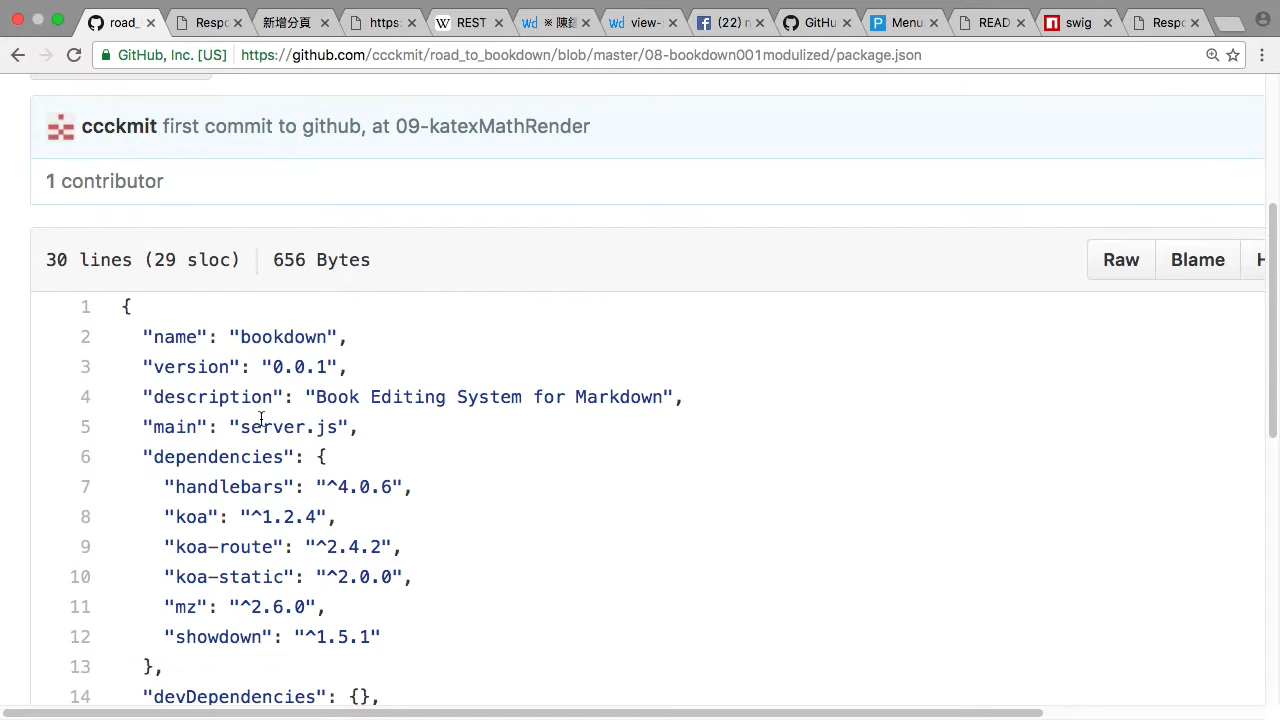 road_
Respo
新增分頁
https:
REST
Wd ※ 陳
Wd view-
(22) n
GitHu
Menu
READ
swig
Respo
GitHub, Inc. [US] https://github.com/ccckmit/road_to_bookdown/blob/master/08-bookdown001modulized/package.json
ccckmit first commit to github, at 09-katexMathRender
1 contributor
30 lines (29 sloc) 656 Bytes
Raw Blame H
1 {
2 "name": "bookdown",
3 "version": "0.0.1",
4 "description": "Book Editing System for Markdown",
5 "main": "server.js",
6 "dependencies": {
7 "handlebars": "^4.0.6",
8 "koa": "^1.2.4",
9 "koa-route": "^2.4.2",
10 "koa-static": "^2.0.0",
11 "mz": "^2.6.0",
12 "showdown": "^1.5.1"
13 },
14 "devDependencies": {},